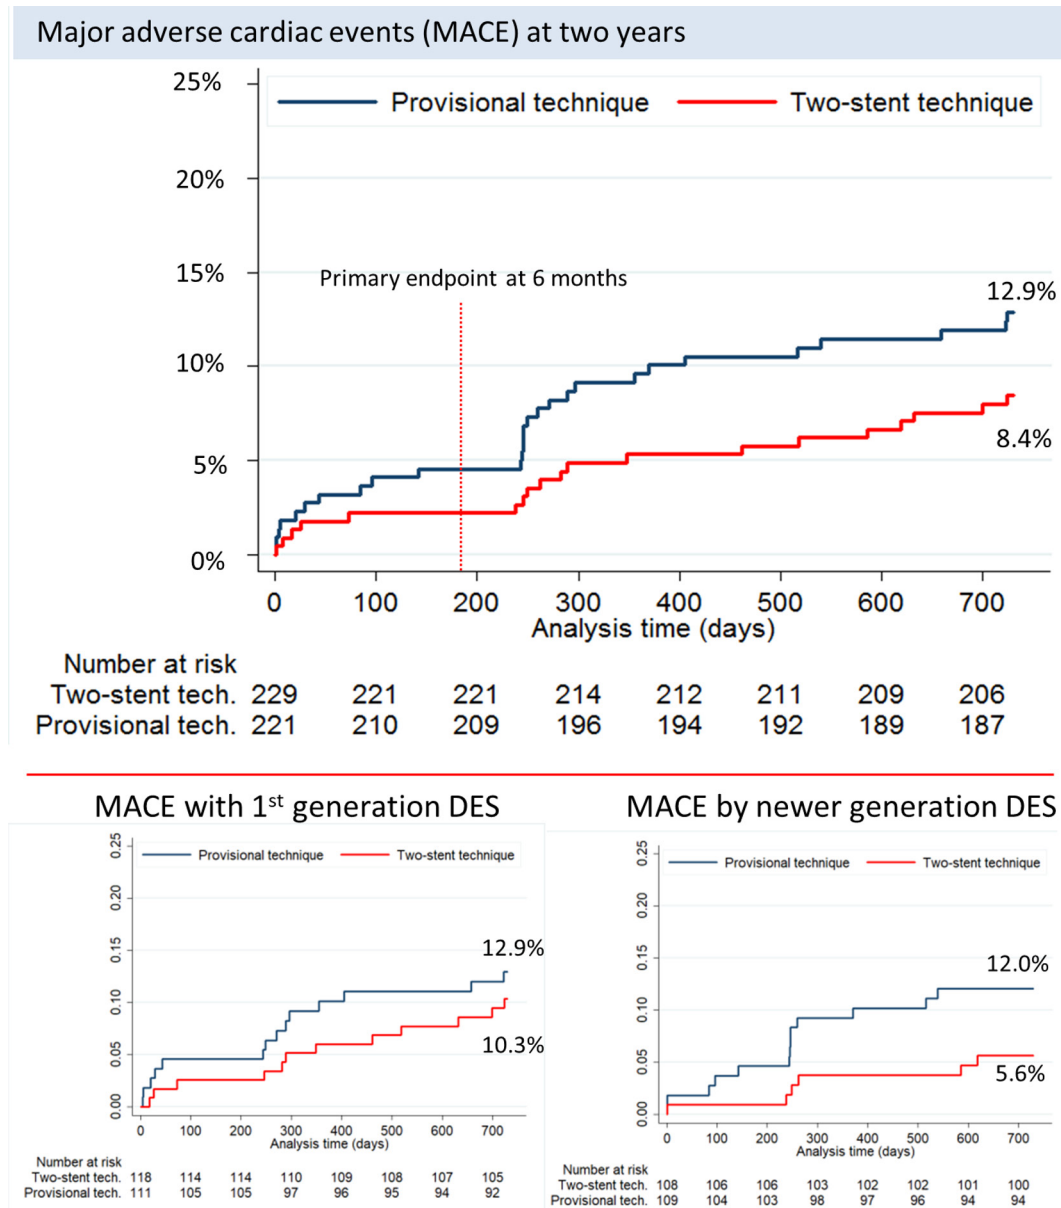 Major adverse cardiac events (MACE) at two years
25%
Provisional technique Two-stent technique
20%
15%
Primary endpoint at 6 months
12.9%
10%
8.4%
5%
0%
0 100 200 300 400 500 600 700
Analysis time (days)
Number at risk
Two-stent tech. 229 221 221 214 212 211 209 206
Provisional tech. 221 210 209 196 194 192 189 187
MACE with 1st generation DES
0.25
Provisional technique Two-stent technique
0.20
0.15
12.9%
0.10
10.3%
0.05
0.00
0 100 200 300 400 500 600 700
Analysis time (days)
Number at risk
Two-stent tech. 118 114 114 110 109 108 107 105
Provisional tech. 111 105 105 97 96 95 94 92
MACE by newer generation DES
0.25
Provisional technique Two-stent technique
0.20
0.15
12.0%
0.10
0.05
5.6%
0.00
0 100 200 300 400 500 600 700
Analysis time (days)
Number at risk
Two-stent tech. 108 106 106 103 102 102 101 100
Provisional tech. 109 104 103 98 97 96 94 94